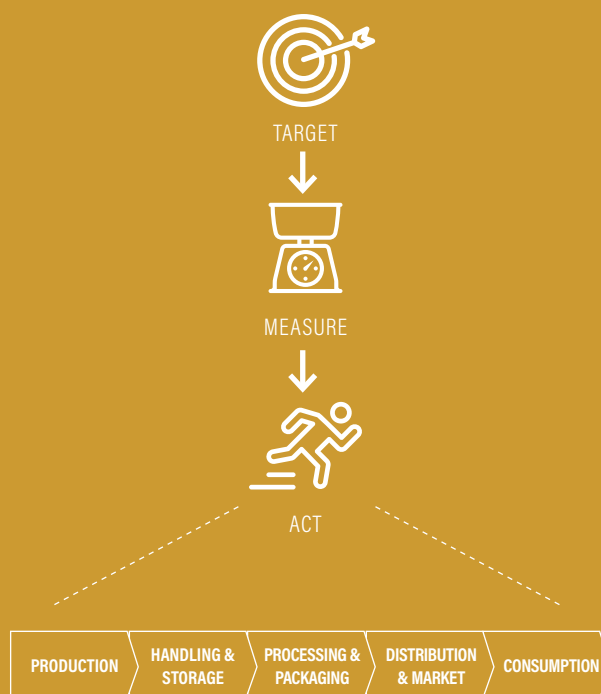 TARGET
MEASURE
ACT
PRODUCTION
HANDLING &
STORAGE
PROCESSING &
PACKAGING
DISTRIBUTION
& MARKET
CONSUMPTION